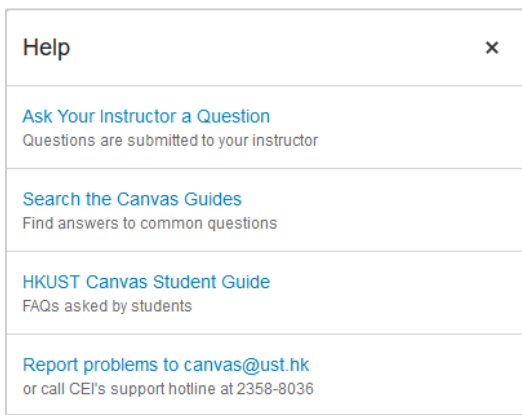 Help ×
Ask Your Instructor a Question
Questions are submitted to your instructor
Search the Canvas Guides
Find answers to common questions
HKUST Canvas Student Guide
FAQs asked by students
Report problems to canvas@ust.hk
or call CEI's support hotline at 2358-8036